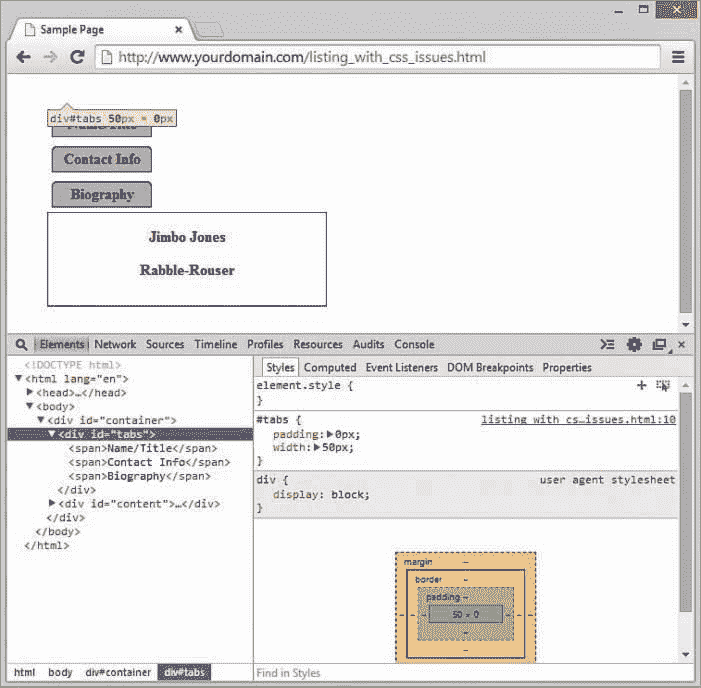 Sample Page
http://www.yourdomain.com/listing_with_css_issues.html
div#tabs 50px × 0px
Name/Title
Contact Info
Biography
Jimbo Jones
Rabble-Rouser
Elements Network Sources Timeline Profiles Resources Audits Console
<!DOCTYPE html>
<html lang="en">
<head>…</head>
<body>
<div id="container">
<div id="tabs">
<span>Name/Title</span>
<span>Contact Info</span>
<span>Biography</span>
</div>
<div id="content">…</div>
</div>
</body>
</html>
html body div#container div#tabs
Styles Computed Event Listeners DOM Breakpoints Properties
element.style {
}
#tabs { listing with cs…issues.html:10
padding: 0px;
width: 50px;
}
div { user agent stylesheet
display: block;
}
margin –
border –
padding –
– – – 50 × 0 – – –
–
–
–
Find in Styles